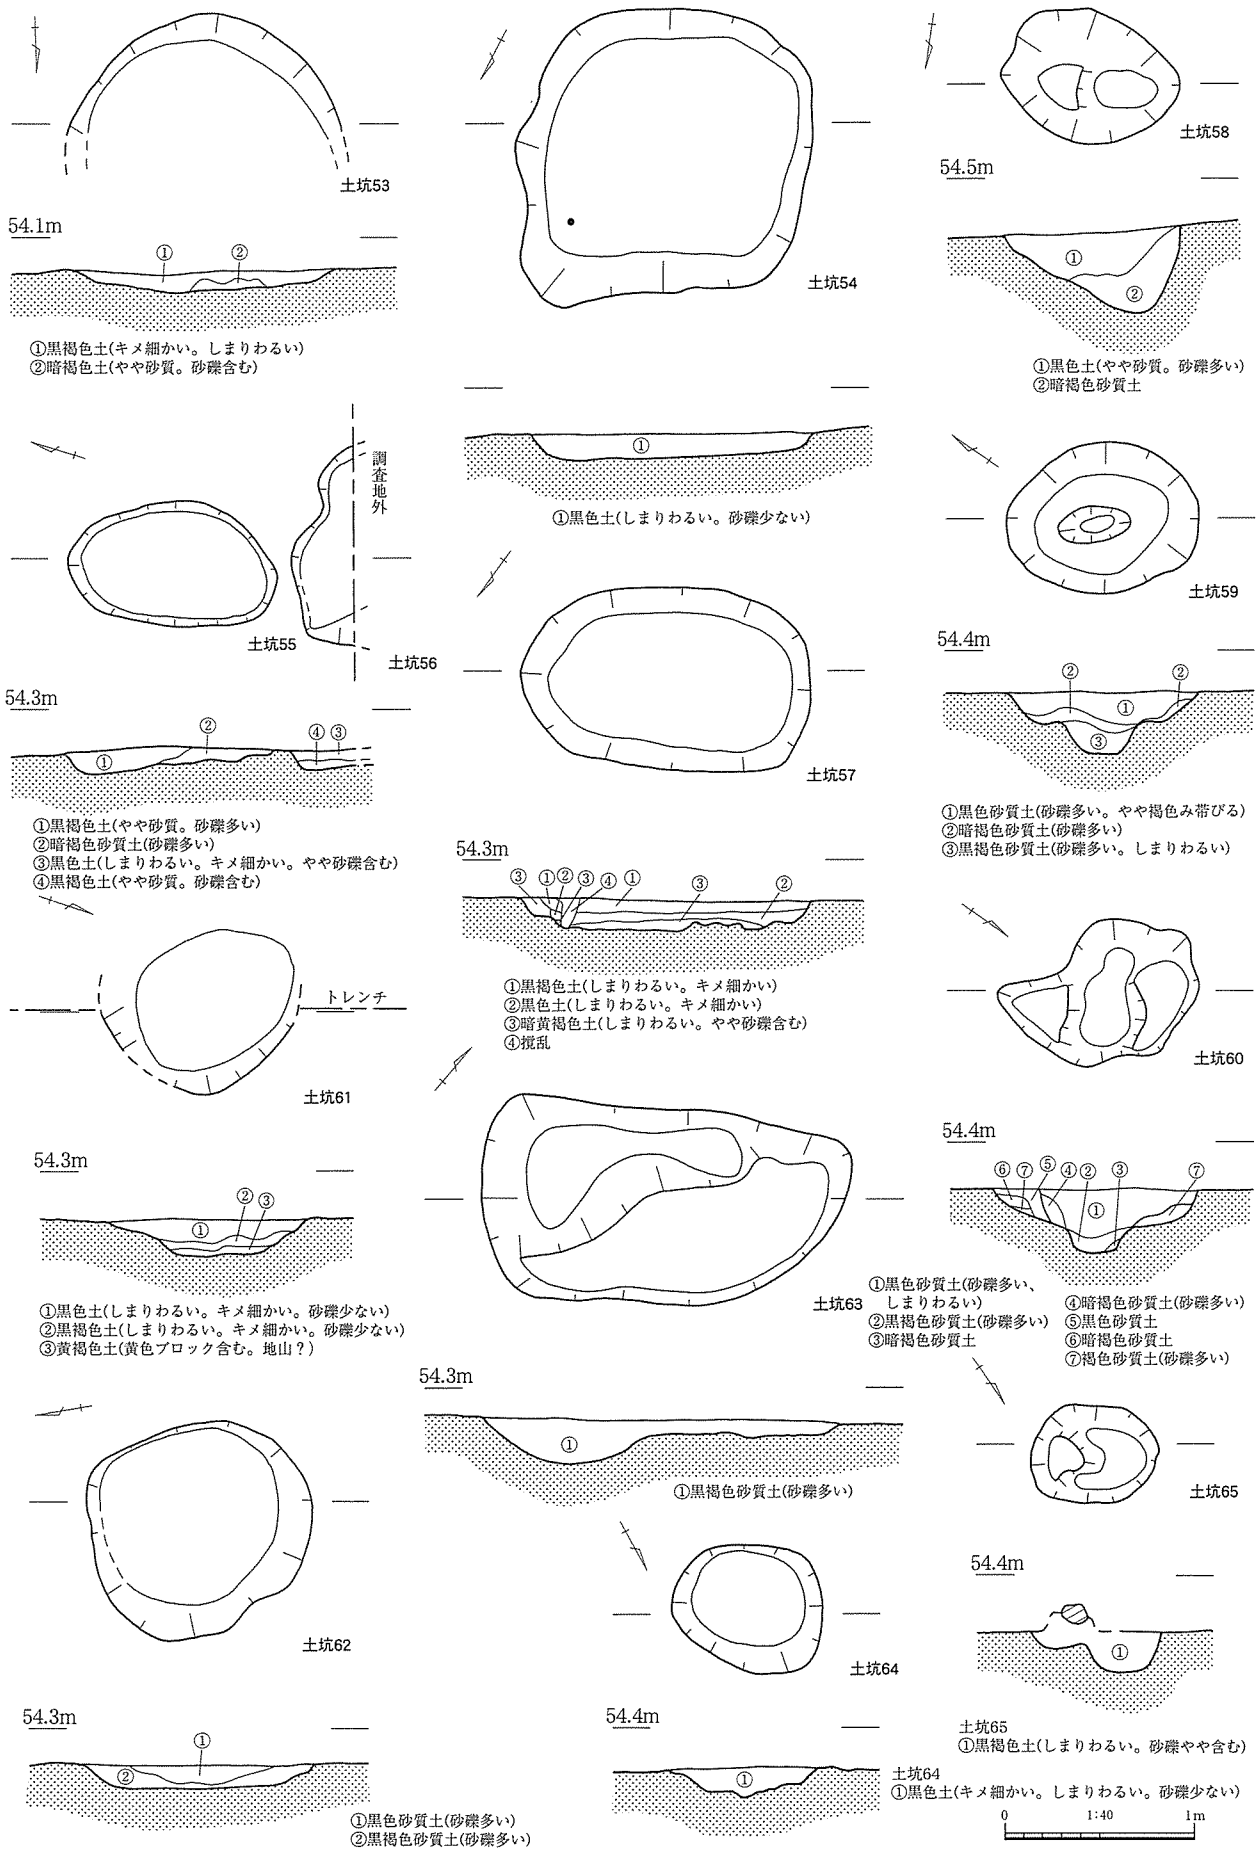 土坑53
54.1m
①
②
①黒褐色土(キメ細かい。しまりわるい)
②暗褐色土(やや砂質。砂礫含む)
土坑54
①
①黒色土(しまりわるい。砂礫少ない)
土坑58
54.5m
①
②
①黒色土(やや砂質。砂礫多い)
②暗褐色砂質土
調査地外
土坑55
土坑56
54.3m
①
②
④
③
①黒褐色土(やや砂質。砂礫多い)
②暗褐色砂質土(砂礫多い)
③黒色土(しまりわるい。キメ細かい。やや砂礫含む)
④黒褐色土(やや砂質。砂礫含む)
土坑57
54.3m
③ ① ② ③ ④ ① ③ ②
①黒褐色土(しまりわるい。キメ細かい)
②黒色土(しまりわるい。キメ細かい)
③暗黄褐色土(しまりわるい。やや砂礫含む)
④撹乱
土坑59
54.4m
② ②
①
③
①黒色砂質土(砂礫多い。やや褐色み帯びる)
②暗褐色砂質土(砂礫多い)
③黒褐色砂質土(砂礫多い。しまりわるい)
トレンチ
土坑61
54.3m
② ③
①
①黒色土(しまりわるい。キメ細かい。砂礫少ない)
②黒褐色土(しまりわるい。キメ細かい。砂礫少ない)
③黄褐色土(黄色ブロック含む。地山？)
土坑60
54.4m
⑥ ⑦ ⑤ ④ ② ③ ⑦
①
①黒色砂質土(砂礫多い、
しまりわるい)
②黒褐色砂質土(砂礫多い)
③暗褐色砂質土
④暗褐色砂質土(砂礫多い)
⑤黒色砂質土
⑥暗褐色砂質土
⑦褐色砂質土(砂礫多い)
土坑63
54.3m
①
①黒褐色砂質土(砂礫多い)
土坑62
54.3m
①
②
①黒色砂質土(砂礫多い)
②黒褐色砂質土(砂礫多い)
土坑64
54.4m
①
土坑65
54.4m
①
土坑65
①黒褐色土(しまりわるい。砂礫やや含む)
土坑64
①黒色土(キメ細かい。しまりわるい。砂礫少ない)
0 1:40 1m